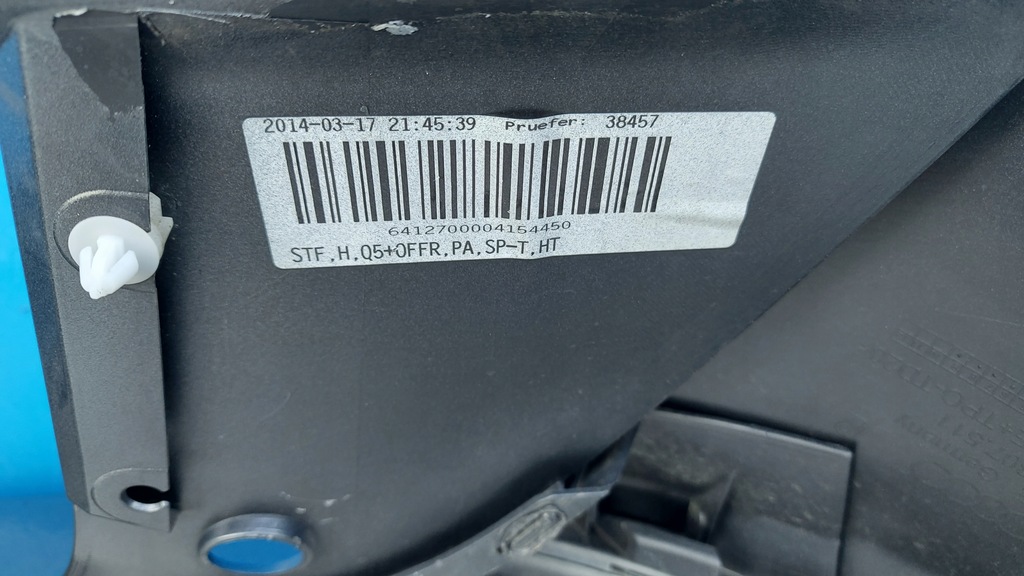 2014-03-17 21:45:39 Pruefer: 38457
6412700004154450
STF,H,Q5+OFFR,PA,SP-T,HT